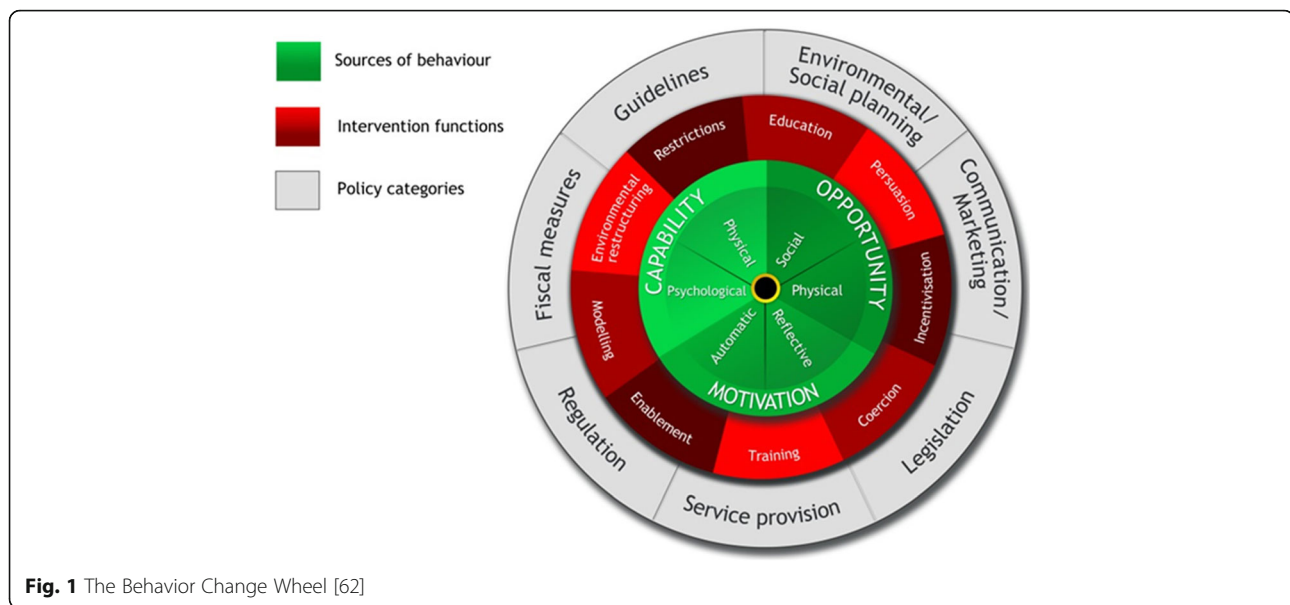 Sources of behaviour
Intervention functions
Policy categories
Guidelines
Environmental/
Social planning
Communication/
Marketing
Legislation
Service provision
Regulation
Fiscal measures
Restrictions
Education
Persuasion
Incentivisation
Coercion
Training
Enablement
Modelling
Environmental
restructuring
CAPABILITY
OPPORTUNITY
MOTIVATION
Physical
Social
Physical
Reflective
Automatic
Psychological
Fig. 1 The Behavior Change Wheel [62]